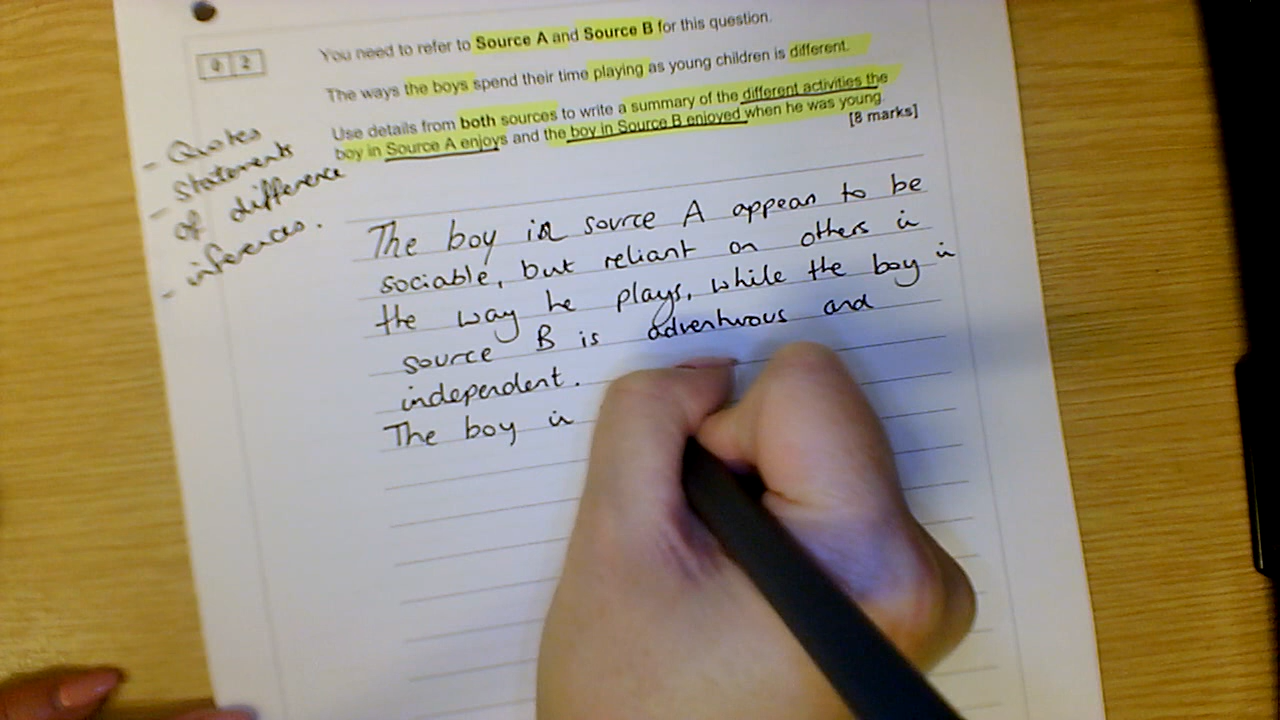 0 2
You need to refer to Source A and Source B for this question.
The ways the boys spend their time playing as young children is different.
Use details from both sources to write a summary of the different activities the
boy in Source A enjoys and the boy in Source B enjoyed when he was young.
[8 marks]
- Quotes
- Statements
of difference
- inferences.
The boy in source A appears to be
sociable, but reliant on others in
the way he plays, while the boy in
source B is adventurous and
independent.
The boy in